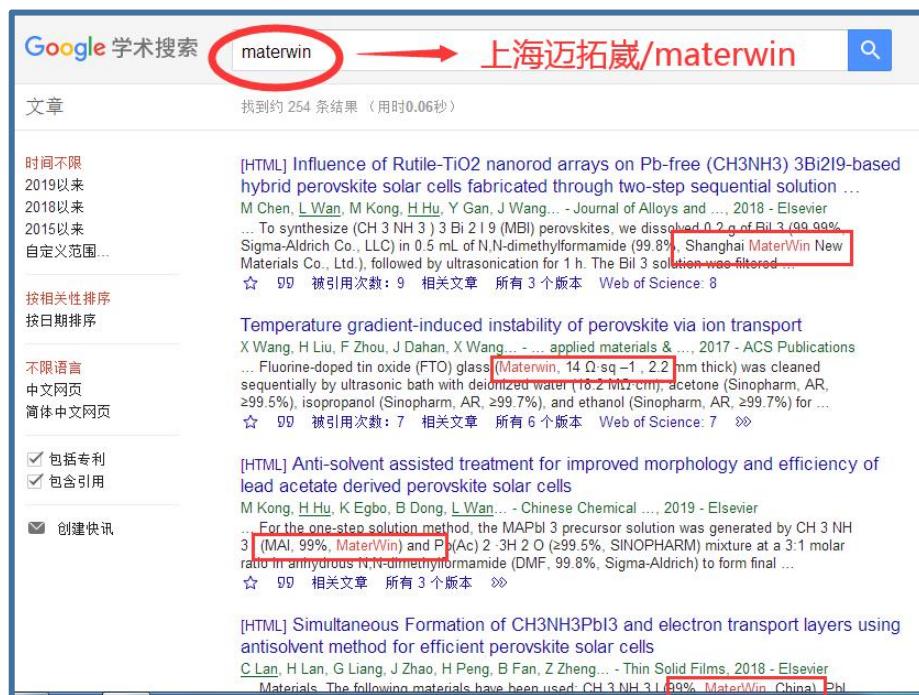 Google 学术搜索
materwin
上海迈拓崴/materwin
文章
找到约 254 条结果 （用时0.06秒）
时间不限
2019以来
2018以来
2015以来
自定义范围...
按相关性排序
按日期排序
不限语言
中文网页
简体中文网页
包括专利
包含引用
创建快讯
[HTML] Influence of Rutile-TiO2 nanorod arrays on Pb-free (CH3NH3) 3Bi2I9-based
hybrid perovskite solar cells fabricated through two-step sequential solution …
M Chen, L Wan, M Kong, H Hu, Y Gan, J Wang... - Journal of Alloys and …, 2018 - Elsevier
... To synthesize (CH 3 NH 3 ) 3 Bi 2 I 9 (MBI) perovskites, we dissolved 0.2 g of BiI 3 (99.99%,
Sigma-Aldrich Co., LLC) in 0.5 mL of N,N-dimethylformamide (99.8%, Shanghai MaterWin New
Materials Co., Ltd.), followed by ultrasonication for 1 h. The BiI 3 solution was filtered ...
被引用次数：9 相关文章 所有 3 个版本 Web of Science: 8
Temperature gradient-induced instability of perovskite via ion transport
X Wang, H Liu, F Zhou, J Dahan, X Wang... - … applied materials & …, 2017 - ACS Publications
... Fluorine-doped tin oxide (FTO) glass (Materwin, 14 Ω·sq –1 , 2.2 mm thick) was cleaned
sequentially by ultrasonic bath with deionized water (18.2 MΩ·cm), acetone (Sinopharm, AR,
≥99.5%), isopropanol (Sinopharm, AR, ≥99.7%), and ethanol (Sinopharm, AR, ≥99.7%) for ...
被引用次数：7 相关文章 所有 6 个版本 Web of Science: 7
[HTML] Anti-solvent assisted treatment for improved morphology and efficiency of
lead acetate derived perovskite solar cells
M Kong, H Hu, K Egbo, B Dong, L Wan... - Chinese Chemical …, 2019 - Elsevier
... For the one-step solution method, the MAPbI 3 precursor solution was generated by CH 3 NH
3 (MAI, 99%, MaterWin) and Pb(Ac) 2 ·3H 2 O (≥99.5%, SINOPHARM) mixture at a 3:1 molar
ratio in anhydrous N,N-dimethylformamide (DMF, 99.8%, Sigma-Aldrich) to form final ...
相关文章 所有 3 个版本
[HTML] Simultaneous Formation of CH3NH3PbI3 and electron transport layers using
antisolvent method for efficient perovskite solar cells
C Lan, H Lan, G Liang, J Zhao, H Peng, B Fan, Z Zheng... - Thin Solid Films, 2018 - Elsevier
... Materials. The following materials have been used: CH 3 NH 3 I (99%, MaterWin, China), PbI